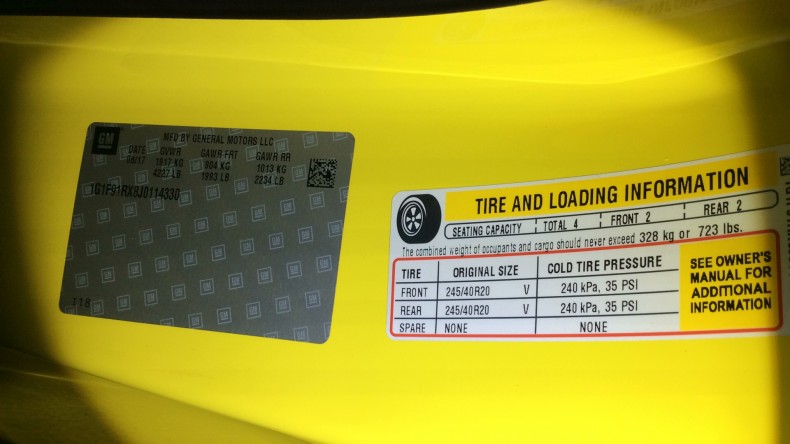 GM
MFD BY GENERAL MOTORS LLC
DATE GVWR GAWR FRT GAWR RR
06/17 1917 KG 904 KG 1013 KG
4227 LB 1993 LB 2234 LB
1G1F91RX9J0114330
T1B
TIRE AND LOADING INFORMATION
SEATING CAPACITY TOTAL 4 FRONT 2 REAR 2
The combined weight of occupants and cargo should never exceed 328 kg or 723 lbs.
TIRE ORIGINAL SIZE COLD TIRE PRESSURE
FRONT 245/40R20 V 240 kPa, 35 PSI
REAR 245/40R20 V 240 kPa, 35 PSI
SPARE NONE NONE
SEE OWNER'S
MANUAL FOR
ADDITIONAL
INFORMATION